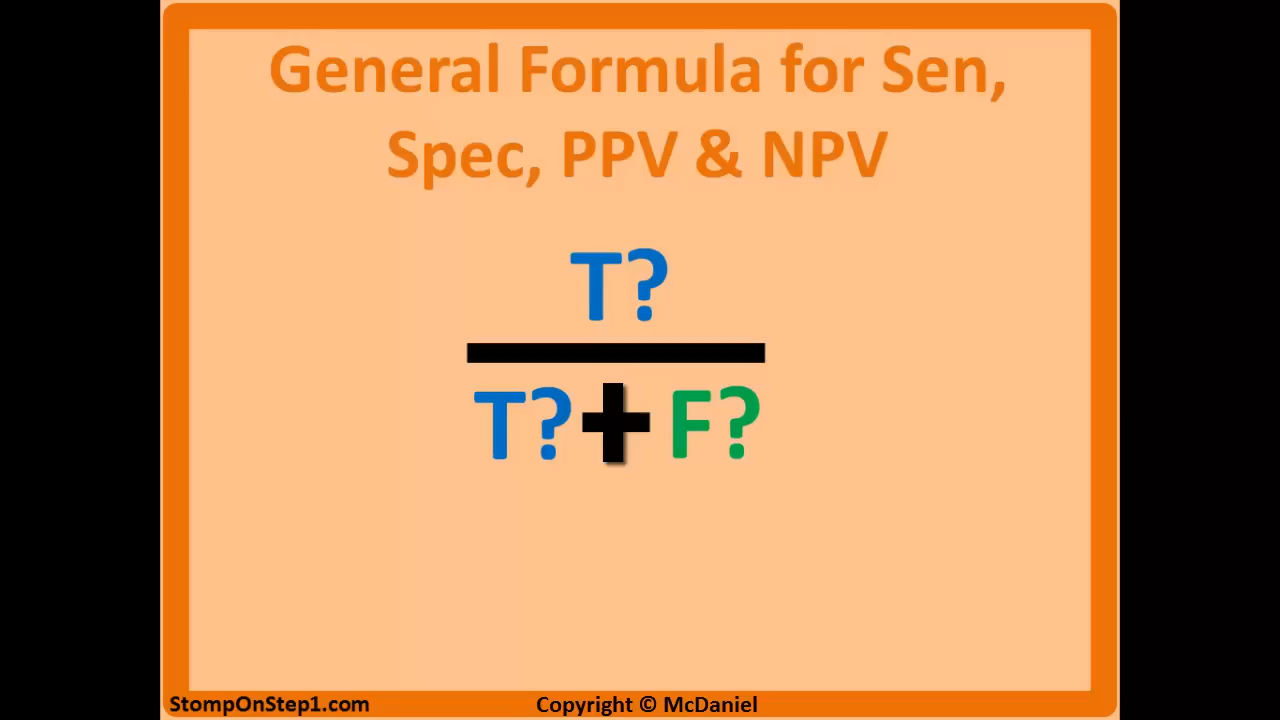 General Formula for Sen,
Spec, PPV & NPV
T?
T? + F?
StompOnStep1.com
Copyright © McDaniel